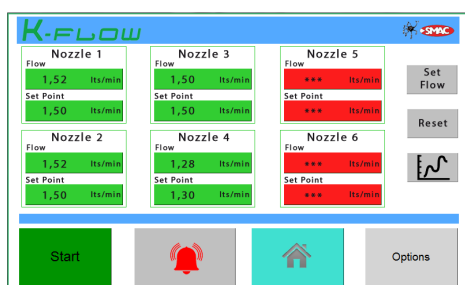 K-FLOW
SMAC
Nozzle 1
Flow
1,52 lts/min
Set Point
1,50 lts/min
Nozzle 3
Flow
1,50 lts/min
Set Point
1,50 lts/min
Nozzle 5
Flow
*** lts/min
Set Point
*** lts/min
Set
Flow
Reset
Nozzle 2
Flow
1,52 lts/min
Set Point
1,50 lts/min
Nozzle 4
Flow
1,28 lts/min
Set Point
1,30 lts/min
Nozzle 6
Flow
*** lts/min
Set Point
*** lts/min
Start
Options